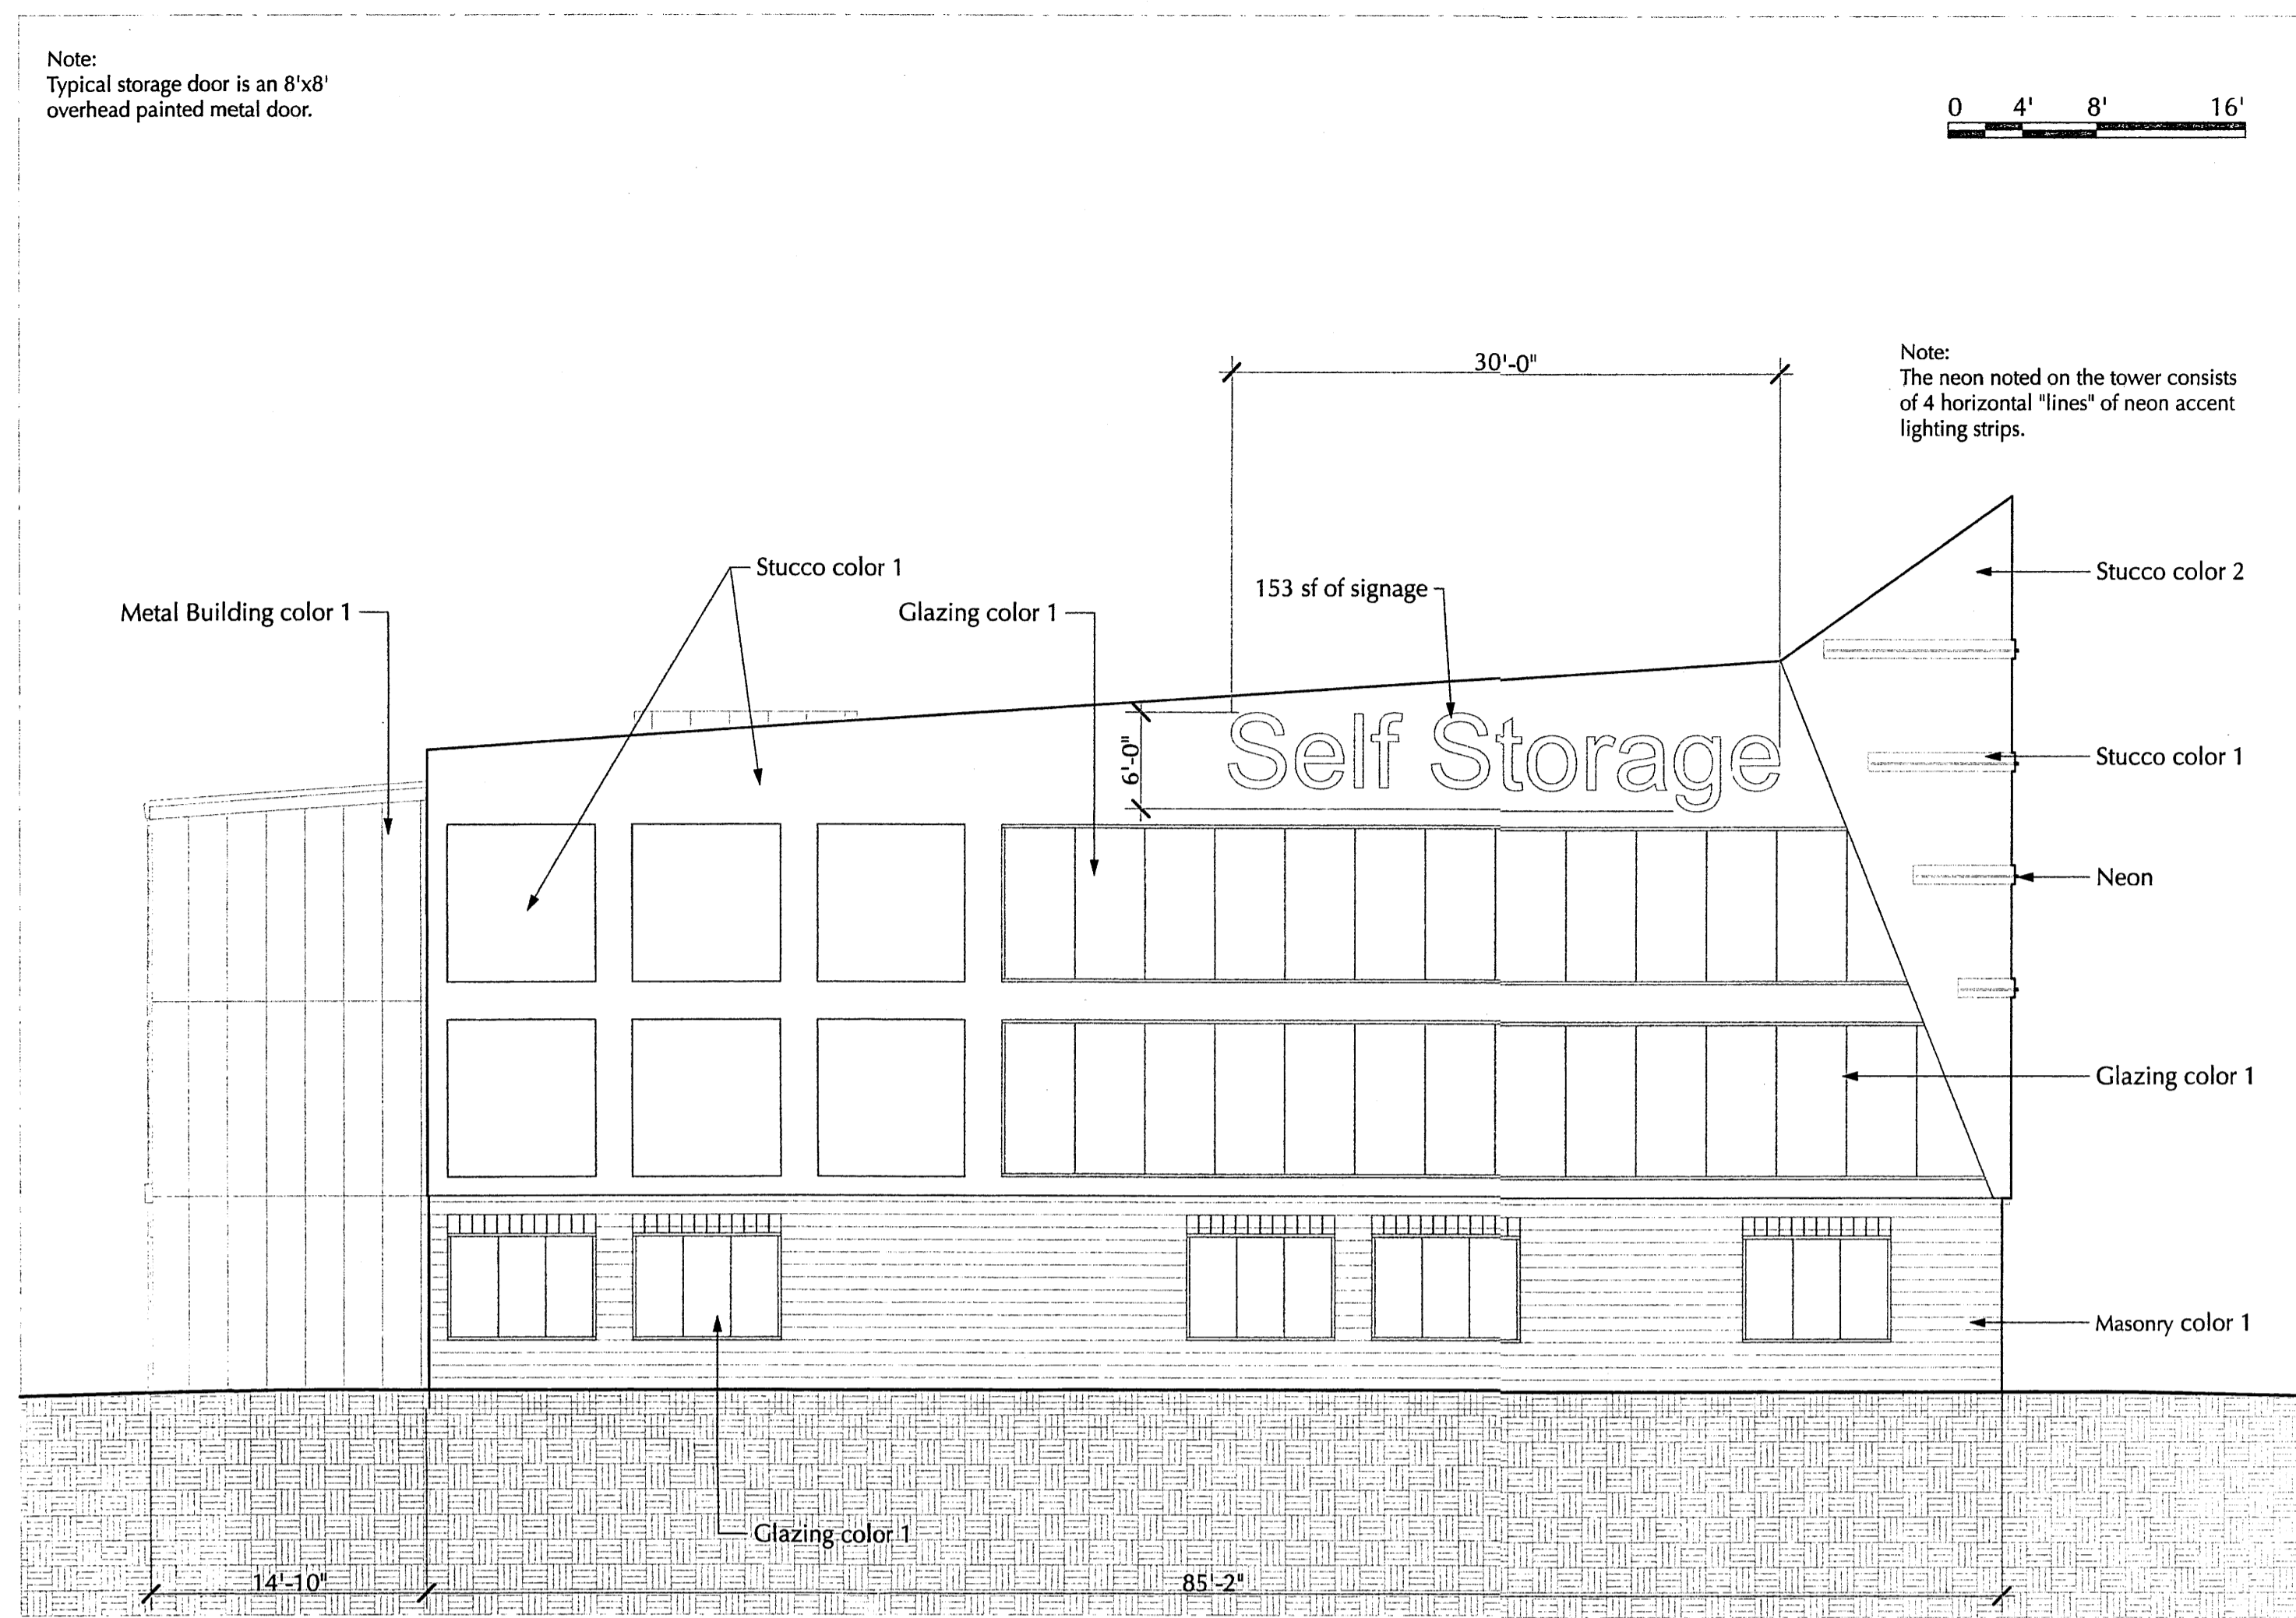 Note:
Typical storage door is an 8'x8'
overhead painted metal door.
0 4' 8' 16'
30'-0"
Note:
The neon noted on the tower consists
of 4 horizontal "lines" of neon accent
lighting strips.
Stucco color 1
Stucco color 2
153 sf of signage
Metal Building color 1
Glazing color 1
6'-0"
Self Storage
Stucco color 1
Neon
Glazing color 1
Masonry color 1
Glazing color 1
14'-10"
85'-2"